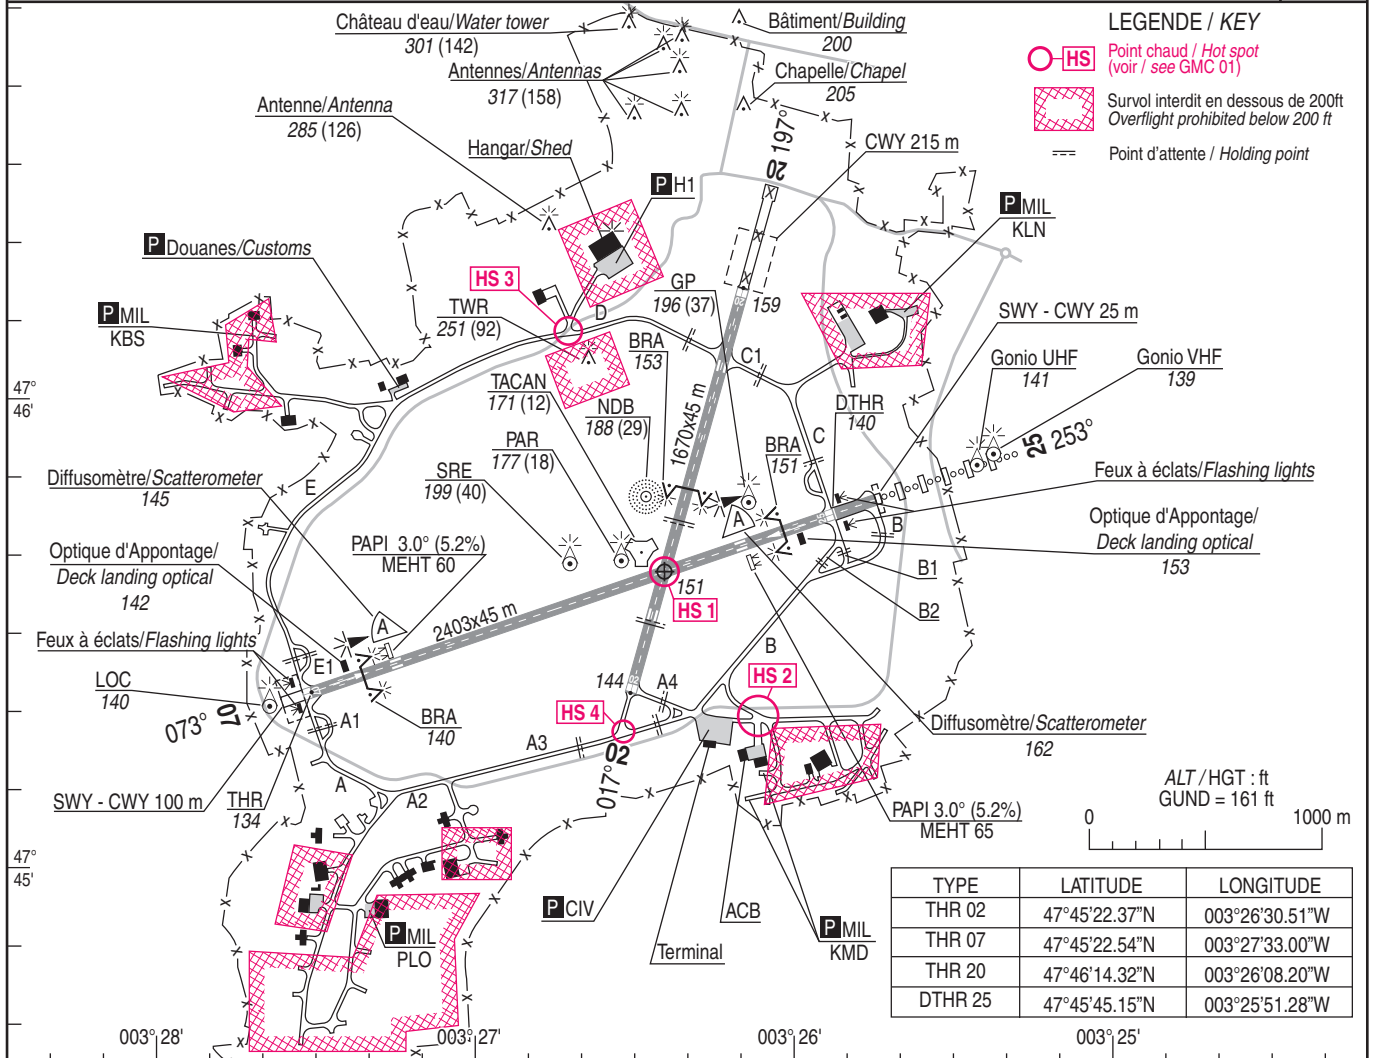 Château d'eau/Water tower
301 (142)
Bâtiment/Building
200
LEGENDE / KEY
HS
Point chaud / Hot spot
(voir / see GMC 01)
Antennes/Antennas
317 (158)
Chapelle/Chapel
205
Survol interdit en dessous de 200ft
Overflight prohibited below 200 ft
Antenne/Antenna
285 (126)
20 197°
CWY 215 m
Point d'attente / Holding point
Hangar/Shed
P H1
P MIL
KLN
P Douanes/Customs
HS 3
GP
196 (37)
159
TWR
251 (92)
D
SWY - CWY 25 m
P MIL
KBS
BRA
153
C1
Gonio UHF
141
Gonio VHF
139
47°
46'
TACAN
171 (12)
NDB
188 (29)
1670x45 m
DTHR
140
PAR
177 (18)
C
BRA
151
25 253°
SRE
199 (40)
Diffusomètre/Scatterometer
145
E
Feux à éclats/Flashing lights
A
B
Optique d'Appontage/
Deck landing optical
153
PAPI 3.0° (5.2%)
MEHT 60
Optique d'Appontage/
Deck landing optical
142
B1
151
HS 1
B2
2403x45 m
A
Feux à éclats/Flashing lights
E1
B
LOC
140
144
A4
HS 2
073°
07
A1
BRA
140
HS 4
Diffusomètre/Scatterometer
162
A3
02
017°
SWY - CWY 100 m
THR
134
A
A2
PAPI 3.0° (5.2%)
MEHT 65
ALT / HGT : ft
GUND = 161 ft
0 1000 m
47°
45'
P CIV
ACB
P MIL
KMD
Terminal
P MIL
PLO
TYPE LATITUDE LONGITUDE
THR 02 47°45'22.37"N 003°26'30.51"W
THR 07 47°45'22.54"N 003°27'33.00"W
THR 20 47°46'14.32"N 003°26'08.20"W
DTHR 25 47°45'45.15"N 003°25'51.28"W
003° 28' 003°27' 003°26' 003°25'